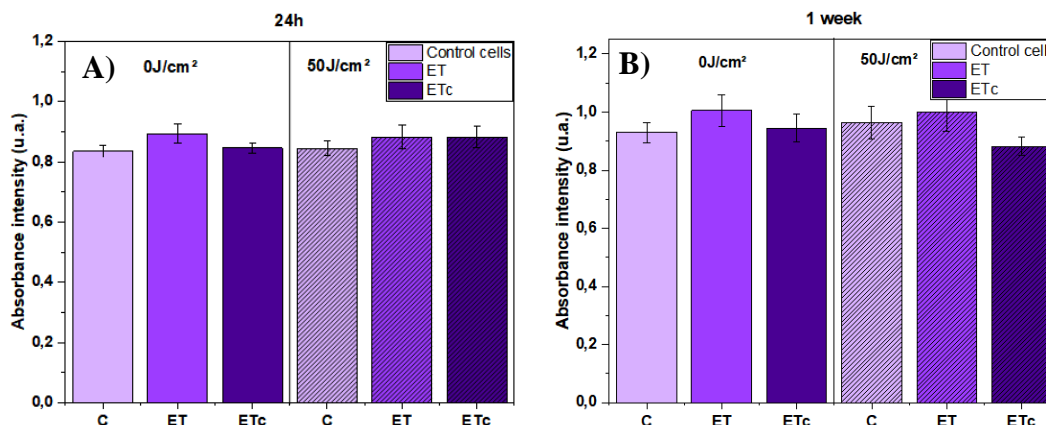 24h
A)
0J/cm²
50J/cm²
Control cells
ET
ETc
Absorbance intensity (u.a.)
1,2
1,0
0,8
0,6
0,4
0,2
0,0
C
ET
ETc
C
ET
ETc
1 week
B)
0J/cm²
50J/cm²
Control cell
ET
ETc
Absorbance intensity (u.a.)
1,2
1,0
0,8
0,6
0,4
0,2
0,0
C
ET
ETc
C
ET
ETc